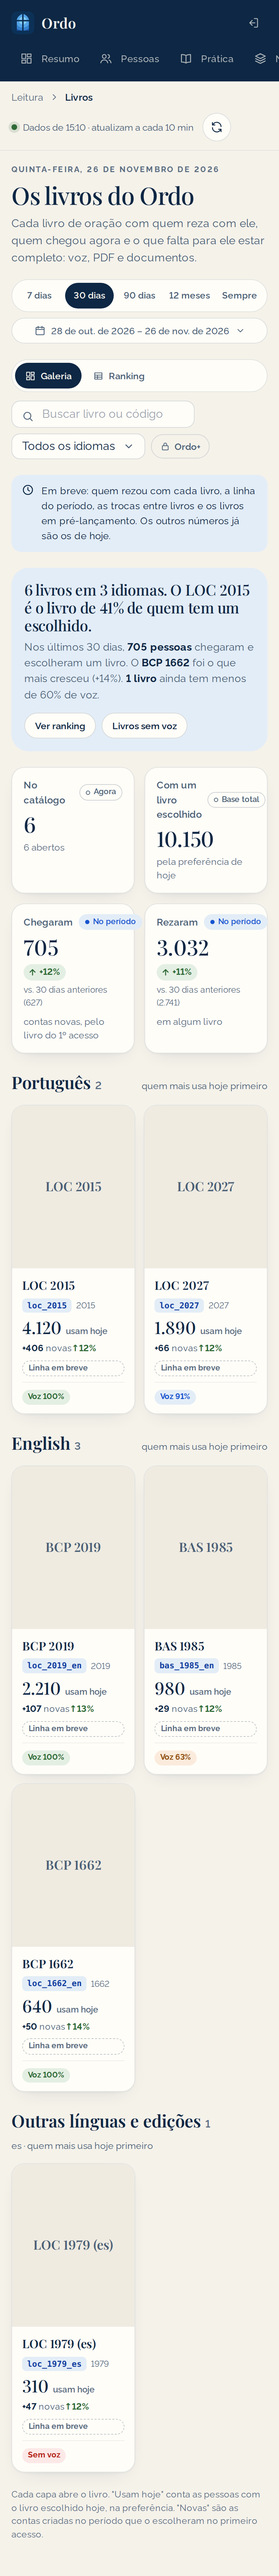 Ordo
Resumo Pessoas Prática
Leitura > Livros
Dados de 15:10 · atualizam a cada 10 min
QUINTA-FEIRA, 26 DE NOVEMBRO DE 2026
Os livros do Ordo
Cada livro de oração com quem reza com ele,
quem chegou agora e o que falta para ele estar
completo: voz, PDF e documentos.
7 dias 30 dias 90 dias 12 meses Sempre
28 de out. de 2026 – 26 de nov. de 2026
Galeria Ranking
Buscar livro ou código
Todos os idiomas Ordo+
Em breve: quem rezou com cada livro, a linha
do período, as trocas entre livros e os livros
em pré-lançamento. Os outros números já
são os de hoje.
6 livros em 3 idiomas. O LOC 2015
é o livro de 41% de quem tem um
escolhido.
Nos últimos 30 dias, 705 pessoas chegaram e
escolheram um livro. O BCP 1662 foi o que
mais cresceu (+14%). 1 livro ainda tem menos
de 60% de voz.
Ver ranking Livros sem voz
No catálogo Agora
6
6 abertos
Com um livro escolhido Base total
10.150
pela preferência de
hoje
Chegaram No período
705
+12%
vs. 30 dias anteriores
(627)
contas novas, pelo
livro do 1º acesso
Rezaram No período
3.032
+11%
vs. 30 dias anteriores
(2.741)
em algum livro
Português 2 quem mais usa hoje primeiro
LOC 2015
LOC 2015
loc_2015 2015
4.120 usam hoje
+406 novas ↑ 12%
Linha em breve
Voz 100%
LOC 2027
LOC 2027
loc_2027 2027
1.890 usam hoje
+66 novas ↑ 12%
Linha em breve
Voz 91%
English 3 quem mais usa hoje primeiro
BCP 2019
BCP 2019
loc_2019_en 2019
2.210 usam hoje
+107 novas ↑ 13%
Linha em breve
Voz 100%
BAS 1985
BAS 1985
bas_1985_en 1985
980 usam hoje
+29 novas ↑ 12%
Linha em breve
Voz 63%
BCP 1662
BCP 1662
loc_1662_en 1662
640 usam hoje
+50 novas ↑ 14%
Linha em breve
Voz 100%
Outras línguas e edições 1
es · quem mais usa hoje primeiro
LOC 1979 (es)
LOC 1979 (es)
loc_1979_es 1979
310 usam hoje
+47 novas ↑ 12%
Linha em breve
Sem voz
Cada capa abre o livro. "Usam hoje" conta as pessoas com
o livro escolhido hoje, na preferência. "Novas" são as
contas criadas no período que o escolheram no primeiro
acesso.